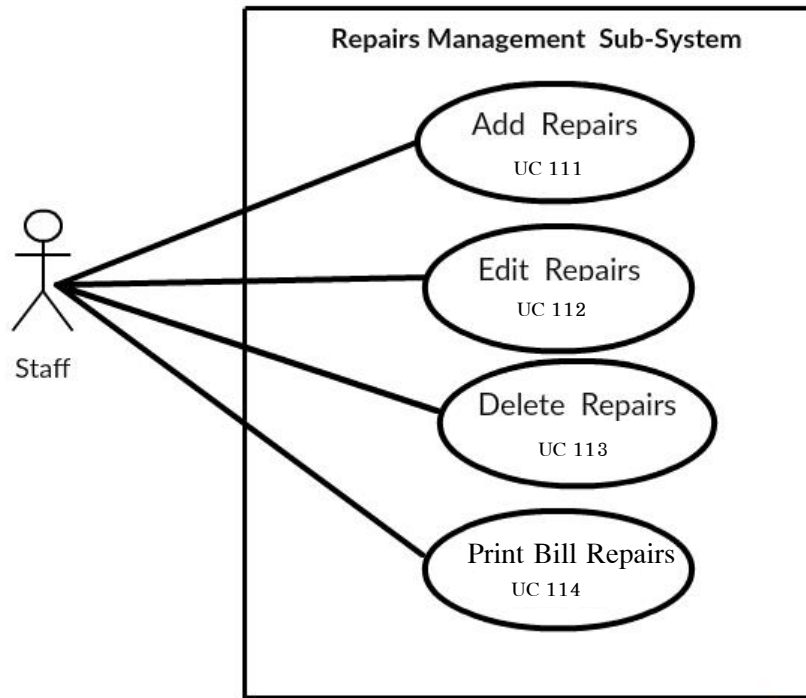 Repairs Management Sub-System
Add Repairs
UC 111
Edit Repairs
UC 112
Staff
Delete Repairs
UC 113
Print Bill Repairs
UC 114